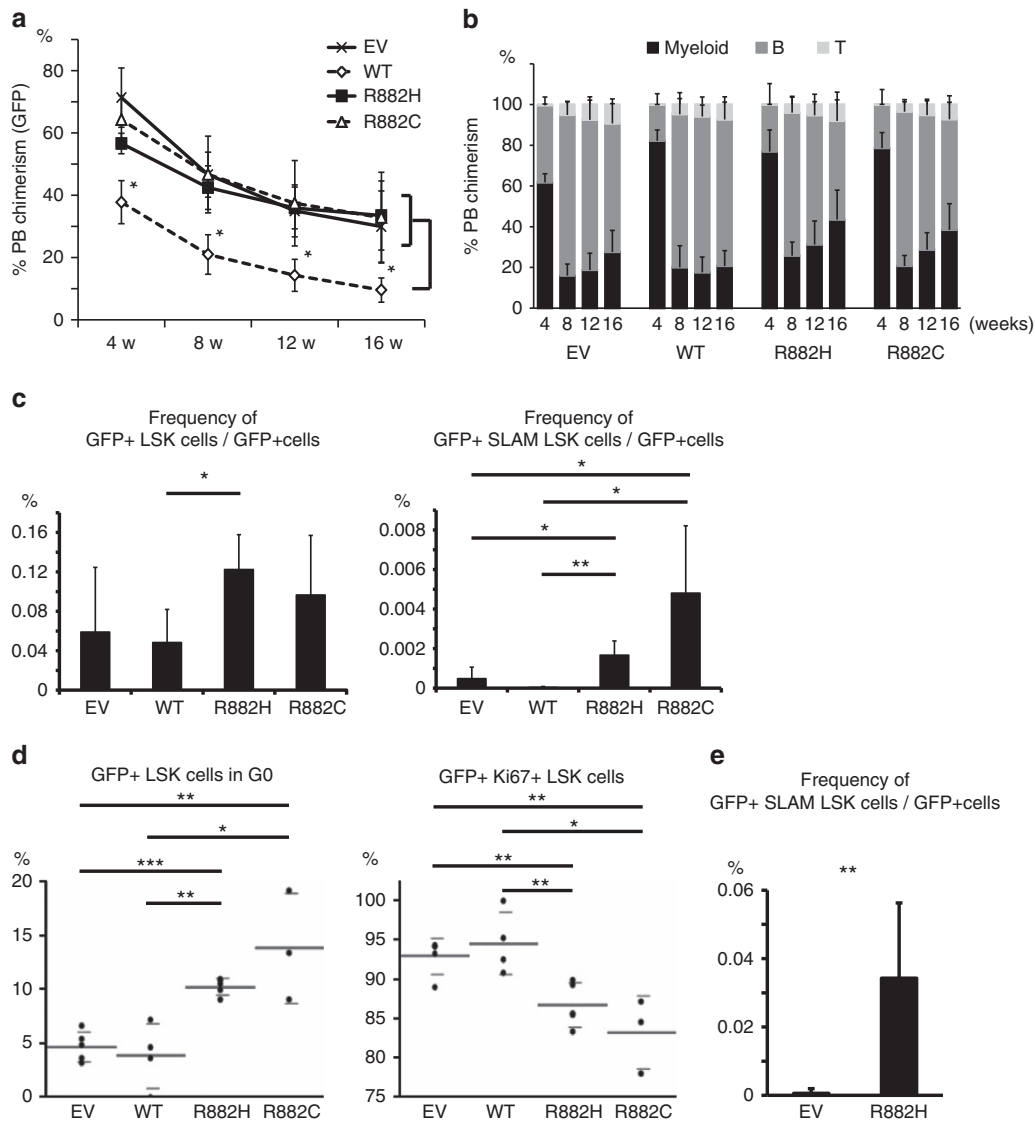 a
%
80
60
40
20
0
% PB chimerism (GFP)
EV
WT
R882H
R882C
*
*
*
*
4 w 8 w 12 w 16 w
b
Myeloid B T
%
100
80
60
40
20
0
% PB chimerism
4 8 12 16 4 8 12 16 4 8 12 16 4 8 12 16 (weeks)
EV WT R882H R882C
c
Frequency of
GFP+ LSK cells / GFP+cells
*
%
0.16
0.12
0.08
0.04
0
EV WT R882H R882C
Frequency of
GFP+ SLAM LSK cells / GFP+cells
*
*
*
**
%
0.008
0.006
0.004
0.002
0
EV WT R882H R882C
d
GFP+ LSK cells in G0
**
*
***
**
%
20
15
10
5
0
EV WT R882H R882C
GFP+ Ki67+ LSK cells
**
*
**
**
%
100
95
90
85
80
75
EV WT R882H R882C
e
Frequency of
GFP+ SLAM LSK cells / GFP+cells
%
**
0.06
0.04
0.02
0
EV R882H